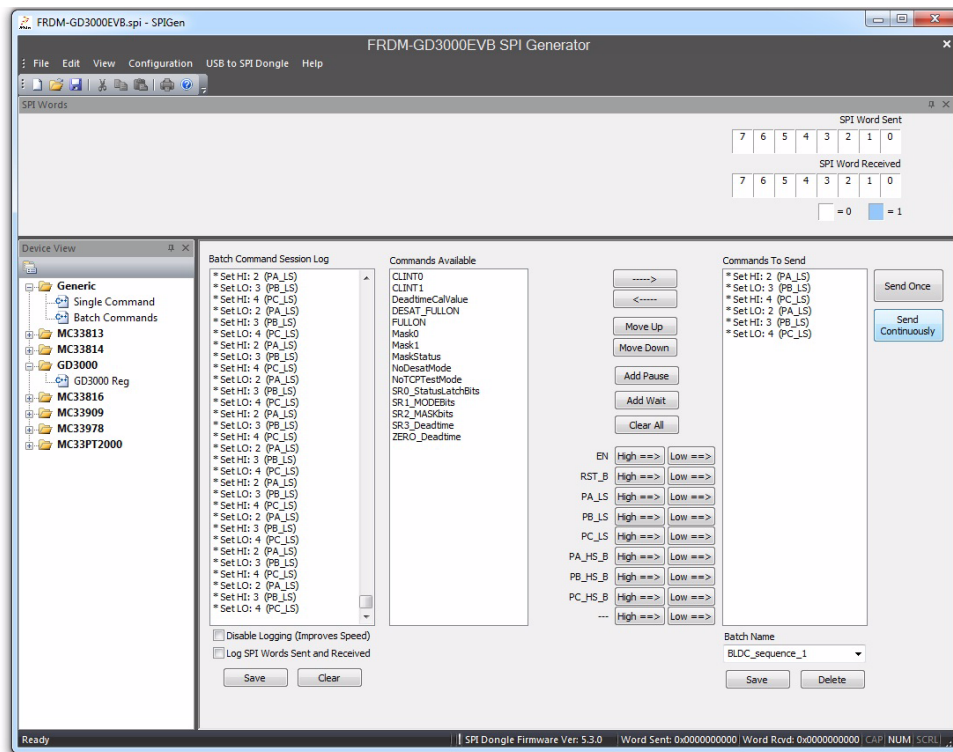 FRDM-GD3000EVB.spi - SPIGen
FRDM-GD3000EVB SPI Generator
File Edit View Configuration USB to SPI Dongle Help
SPI Words
SPI Word Sent
7 6 5 4 3 2 1 0
SPI Word Received
7 6 5 4 3 2 1 0
= 0 = 1
Device View
Generic
Single Command
Batch Commands
MC33813
MC33814
GD3000
GD3000 Reg
MC33816
MC33909
MC33978
MC33PT2000
Batch Command Session Log
* Set HI: 2 (PA_LS)
* Set LO: 3 (PB_LS)
* Set HI: 4 (PC_LS)
* Set LO: 2 (PA_LS)
* Set HI: 3 (PB_LS)
* Set LO: 4 (PC_LS)
* Set HI: 2 (PA_LS)
* Set LO: 3 (PB_LS)
* Set HI: 4 (PC_LS)
* Set LO: 2 (PA_LS)
* Set HI: 3 (PB_LS)
* Set LO: 4 (PC_LS)
* Set HI: 2 (PA_LS)
* Set LO: 3 (PB_LS)
* Set HI: 4 (PC_LS)
* Set LO: 2 (PA_LS)
* Set HI: 3 (PB_LS)
* Set LO: 4 (PC_LS)
* Set HI: 2 (PA_LS)
* Set LO: 3 (PB_LS)
* Set HI: 4 (PC_LS)
* Set LO: 2 (PA_LS)
* Set HI: 3 (PB_LS)
* Set LO: 4 (PC_LS)
* Set HI: 2 (PA_LS)
* Set LO: 3 (PB_LS)
* Set HI: 4 (PC_LS)
* Set LO: 2 (PA_LS)
* Set HI: 3 (PB_LS)
* Set LO: 4 (PC_LS)
Disable Logging (Improves Speed)
Log SPI Words Sent and Received
Save Clear
Commands Available
CLINT0
CLINT1
DeadtimeCalValue
DESAT_FULLON
FULLON
Mask0
Mask1
MaskStatus
NoDesatMode
NoTCPTestMode
SR0_StatusLatchBits
SR1_MODEBits
SR2_MASKbits
SR3_Deadtime
ZERO_Deadtime
----->
<-----
Move Up
Move Down
Add Pause
Add Wait
Clear All
EN High ==> Low ==>
RST_B High ==> Low ==>
PA_LS High ==> Low ==>
PB_LS High ==> Low ==>
PC_LS High ==> Low ==>
PA_HS_B High ==> Low ==>
PB_HS_B High ==> Low ==>
PC_HS_B High ==> Low ==>
--- High ==> Low ==>
Commands To Send
* Set HI: 2 (PA_LS)
* Set LO: 3 (PB_LS)
* Set HI: 4 (PC_LS)
* Set LO: 2 (PA_LS)
* Set HI: 3 (PB_LS)
* Set LO: 4 (PC_LS)
Send Once
Send
Continuously
Batch Name
BLDC_sequence_1
Save Delete
Ready SPI Dongle Firmware Ver: 5.3.0 Word Sent: 0x0000000000 Word Rcvd: 0x0000000000 CAP NUM SCRL